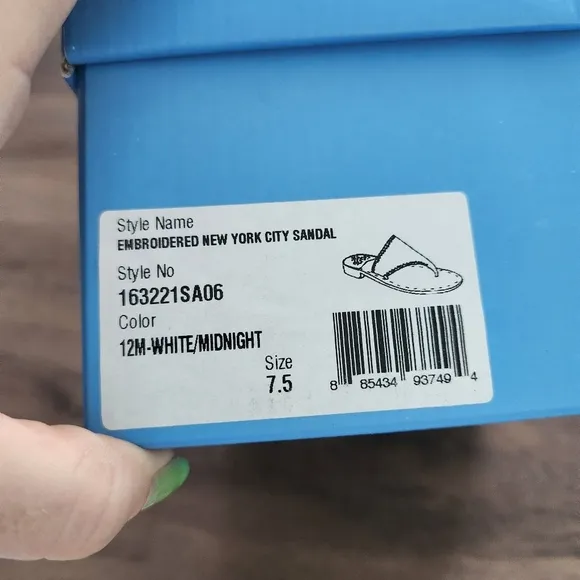 Style Name
EMBROIDERED NEW YORK CITY SANDAL
Style No
163221SA06
Color
12M-WHITE/MIDNIGHT
Size
7.5
8 85434 93749 4